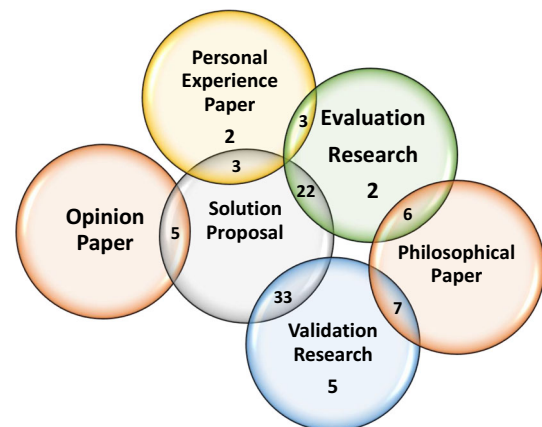 Personal
Experience
Paper
2
3
Evaluation
Research
2
3
22
Opinion
Paper
5
Solution
Proposal
6
Philosophical
Paper
33
7
Validation
Research
5